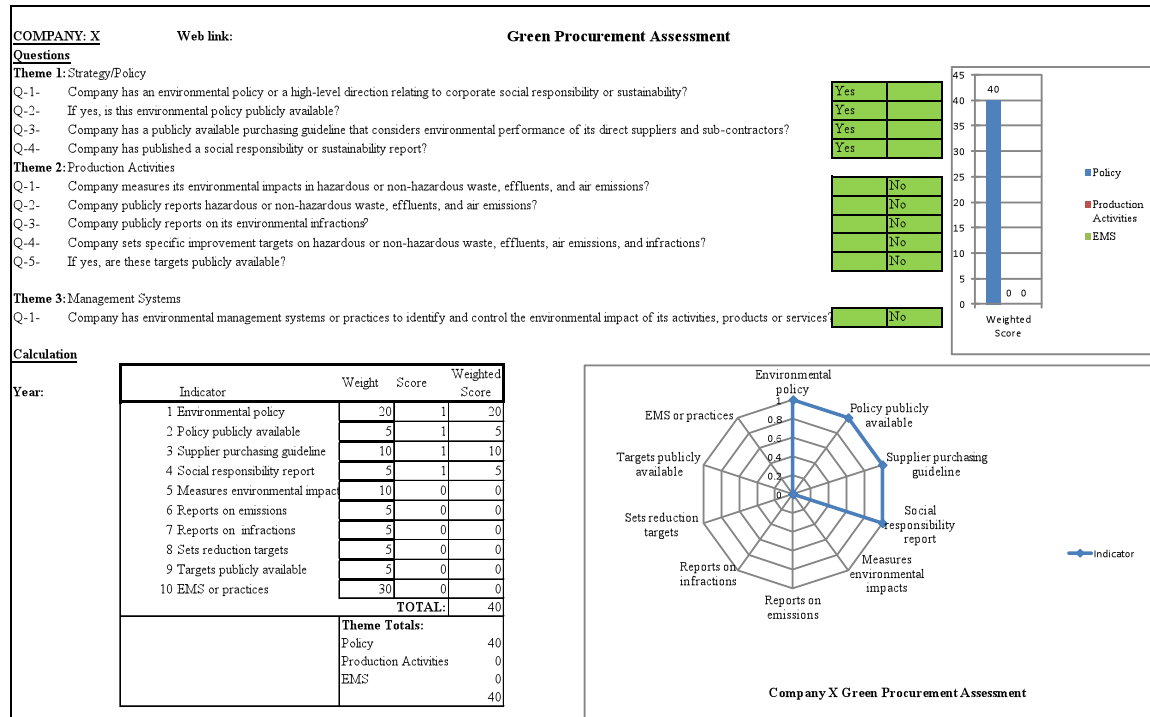 COMPANY: X Web link: Green Procurement Assessment
Questions
Theme 1: Strategy/Policy
Q-1- Company has an environmental policy or a high-level direction relating to corporate social responsibility or sustainability? Yes
Q-2- If yes, is this environmental policy publicly available? Yes
Q-3- Company has a publicly available purchasing guideline that considers environmental performance of its direct suppliers and sub-contractors? Yes
Q-4- Company has published a social responsibility or sustainability report? Yes
Theme 2: Production Activities
Q-1- Company measures its environmental impacts in hazardous or non-hazardous waste, effluents, and air emissions? No
Q-2- Company publicly reports hazardous or non-hazardous waste, effluents, and air emissions? No
Q-3- Company publicly reports on its environmental infractions? No
Q-4- Company sets specific improvement targets on hazardous or non-hazardous waste, effluents, air emissions, and infractions? No
Q-5- If yes, are these targets publicly available? No
Theme 3: Management Systems
Q-1- Company has environmental management systems or practices to identify and control the environmental impact of its activities, products or services? No
45
40
35
30
25
20
15
10
5
0
40
0 0
Weighted
Score
Policy
Production
Activities
EMS
Calculation
Year:
Indicator Weight Score Weighted
Score
1 Environmental policy 20 1 20
2 Policy publicly available 5 1 5
3 Supplier purchasing guideline 10 1 10
4 Social responsibility report 5 1 5
5 Measures environmental impact 10 0 0
6 Reports on emissions 5 0 0
7 Reports on infractions 5 0 0
8 Sets reduction targets 5 0 0
9 Targets publicly available 5 0 0
10 EMS or practices 30 0 0
TOTAL: 40
Theme Totals:
Policy 40
Production Activities 0
EMS 0
40
Environmental
policy
Policy publicly
available
Supplier purchasing
guideline
Social
responsibility
report
Measures
environmental
impacts
Reports on
emissions
Reports on
infractions
Sets reduction
targets
Targets publicly
available
EMS or practices
1
0.8
0.6
0.4
0.2
0
Indicator
Company X Green Procurement Assessment